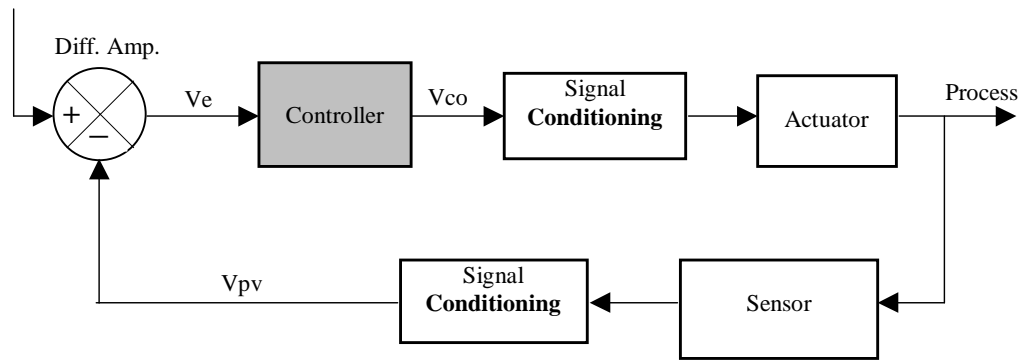 Diff. Amp.
+
−
Ve
Controller
Vco
Signal
Conditioning
Actuator
Process
Vpv
Signal
Conditioning
Sensor